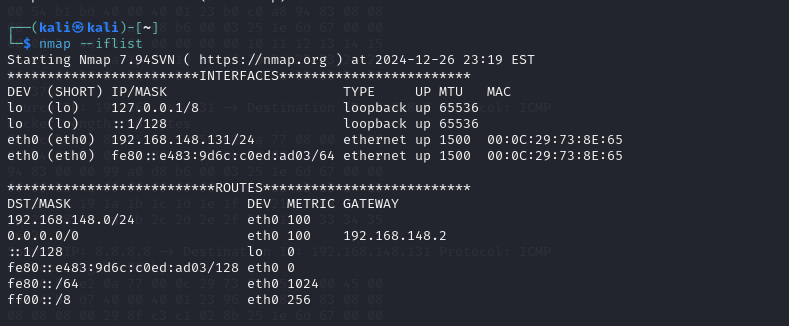 ┌──(kali㉿kali)-[~]
└─$ nmap --iflist
Starting Nmap 7.94SVN ( https://nmap.org ) at 2024-12-26 23:19 EST
************************INTERFACES************************
DEV  (SHORT) IP/MASK                      TYPE     UP MTU   MAC
lo   (lo)    127.0.0.1/8                  loopback up 65536
lo   (lo)    ::1/128                      loopback up 65536
eth0 (eth0)  192.168.148.131/24           ethernet up 1500  00:0C:29:73:8E:65
eth0 (eth0)  fe80::e483:9d6c:c0ed:ad03/64 ethernet up 1500  00:0C:29:73:8E:65
**************************ROUTES**************************
DST/MASK                      DEV  METRIC GATEWAY
192.168.148.0/24              eth0 100
0.0.0.0/0                     eth0 100    192.168.148.2
::1/128                       lo   0
fe80::e483:9d6c:c0ed:ad03/128 eth0 0
fe80::/64                     eth0 1024
ff00::/8                      eth0 256